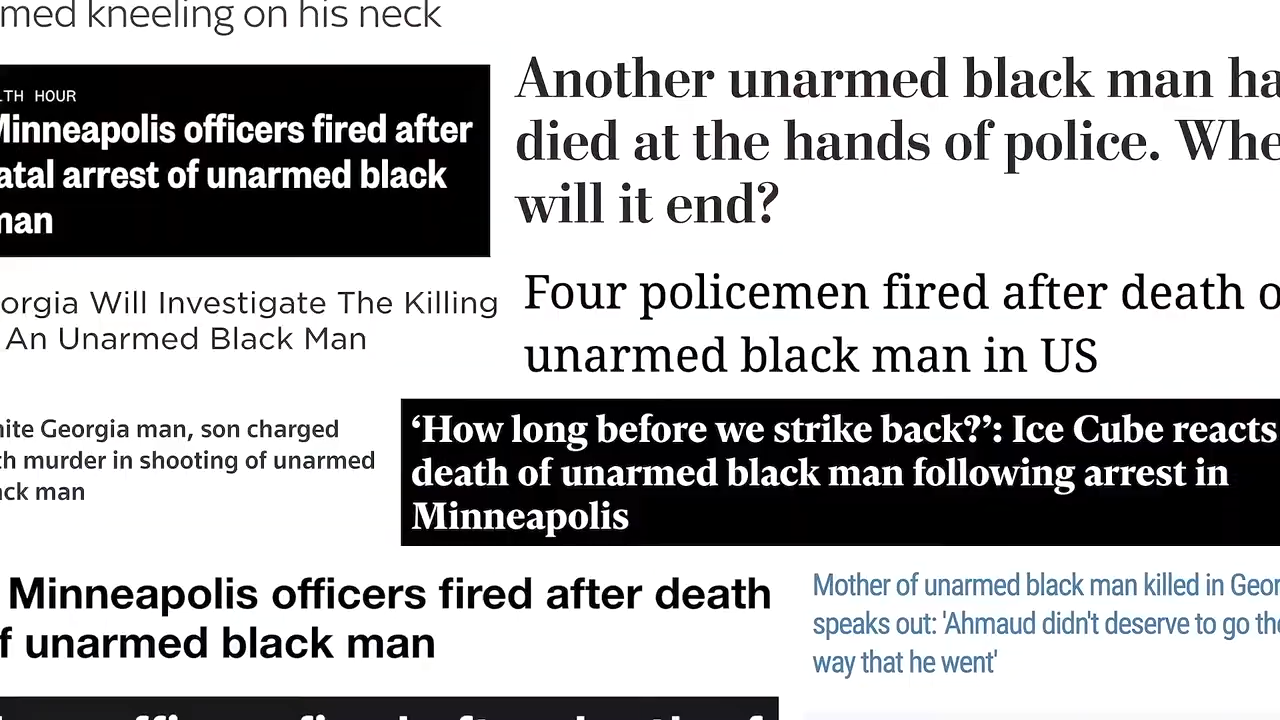 med kneeling on his neck
LTH HOUR
Minneapolis officers fired after
atal arrest of unarmed black
man
Another unarmed black man ha
died at the hands of police. Whe
will it end?
orgia Will Investigate The Killing
An Unarmed Black Man
Four policemen fired after death o
unarmed black man in US
hite Georgia man, son charged
th murder in shooting of unarmed
ack man
‘How long before we strike back?’: Ice Cube reacts
death of unarmed black man following arrest in
Minneapolis
Minneapolis officers fired after death
f unarmed black man
Mother of unarmed black man killed in Geor
speaks out: 'Ahmaud didn't deserve to go the
way that he went'